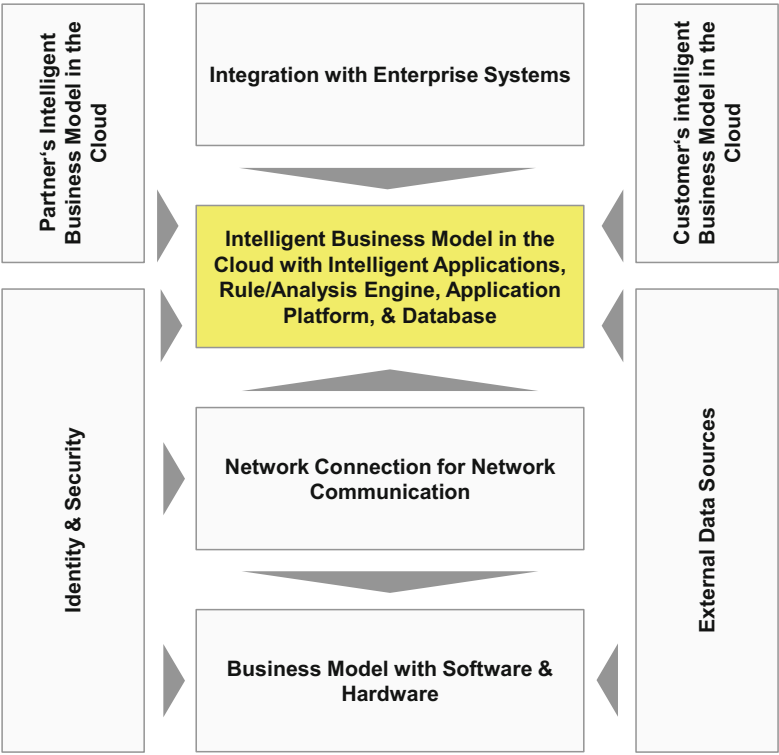 Partner‘s Intelligent
Business Model in the
Cloud
Integration with Enterprise Systems
Customer‘s intelligent
Business Model in the
Cloud
Intelligent Business Model in the
Cloud with Intelligent Applications,
Rule/Analysis Engine, Application
Platform, & Database
Identity & Security
Network Connection for Network
Communication
External Data Sources
Business Model with Software &
Hardware